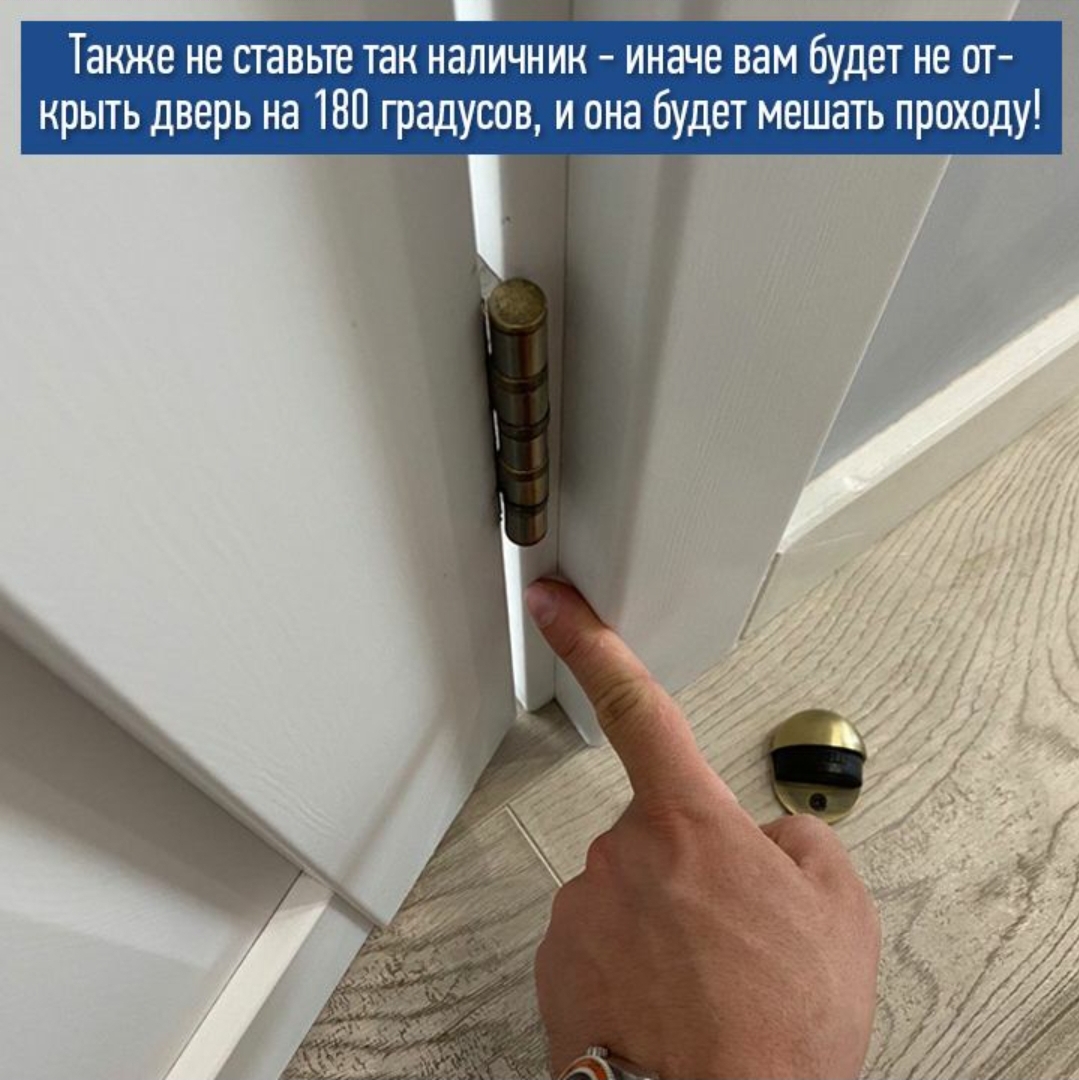 Также не ставьте так наличник - иначе вам будет не от-
крыть дверь на 180 градусов, и она будет мешать проходу!